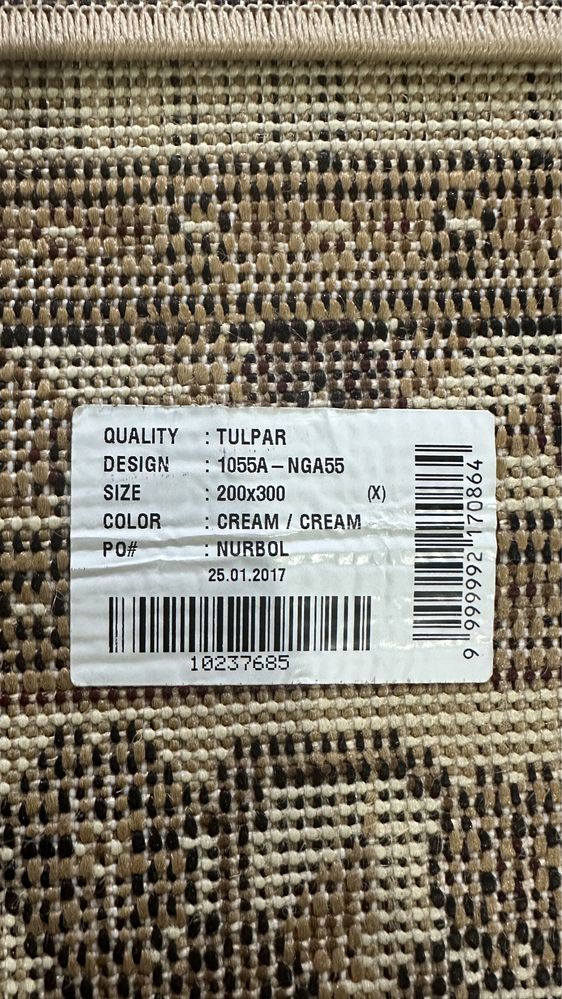 QUALITY : TULPAR
DESIGN : 1055A-NGA55
SIZE : 200x300 (X)
COLOR : CREAM / CREAM
PO# : NURBOL
25.01.2017
10237685
9 999992 170864